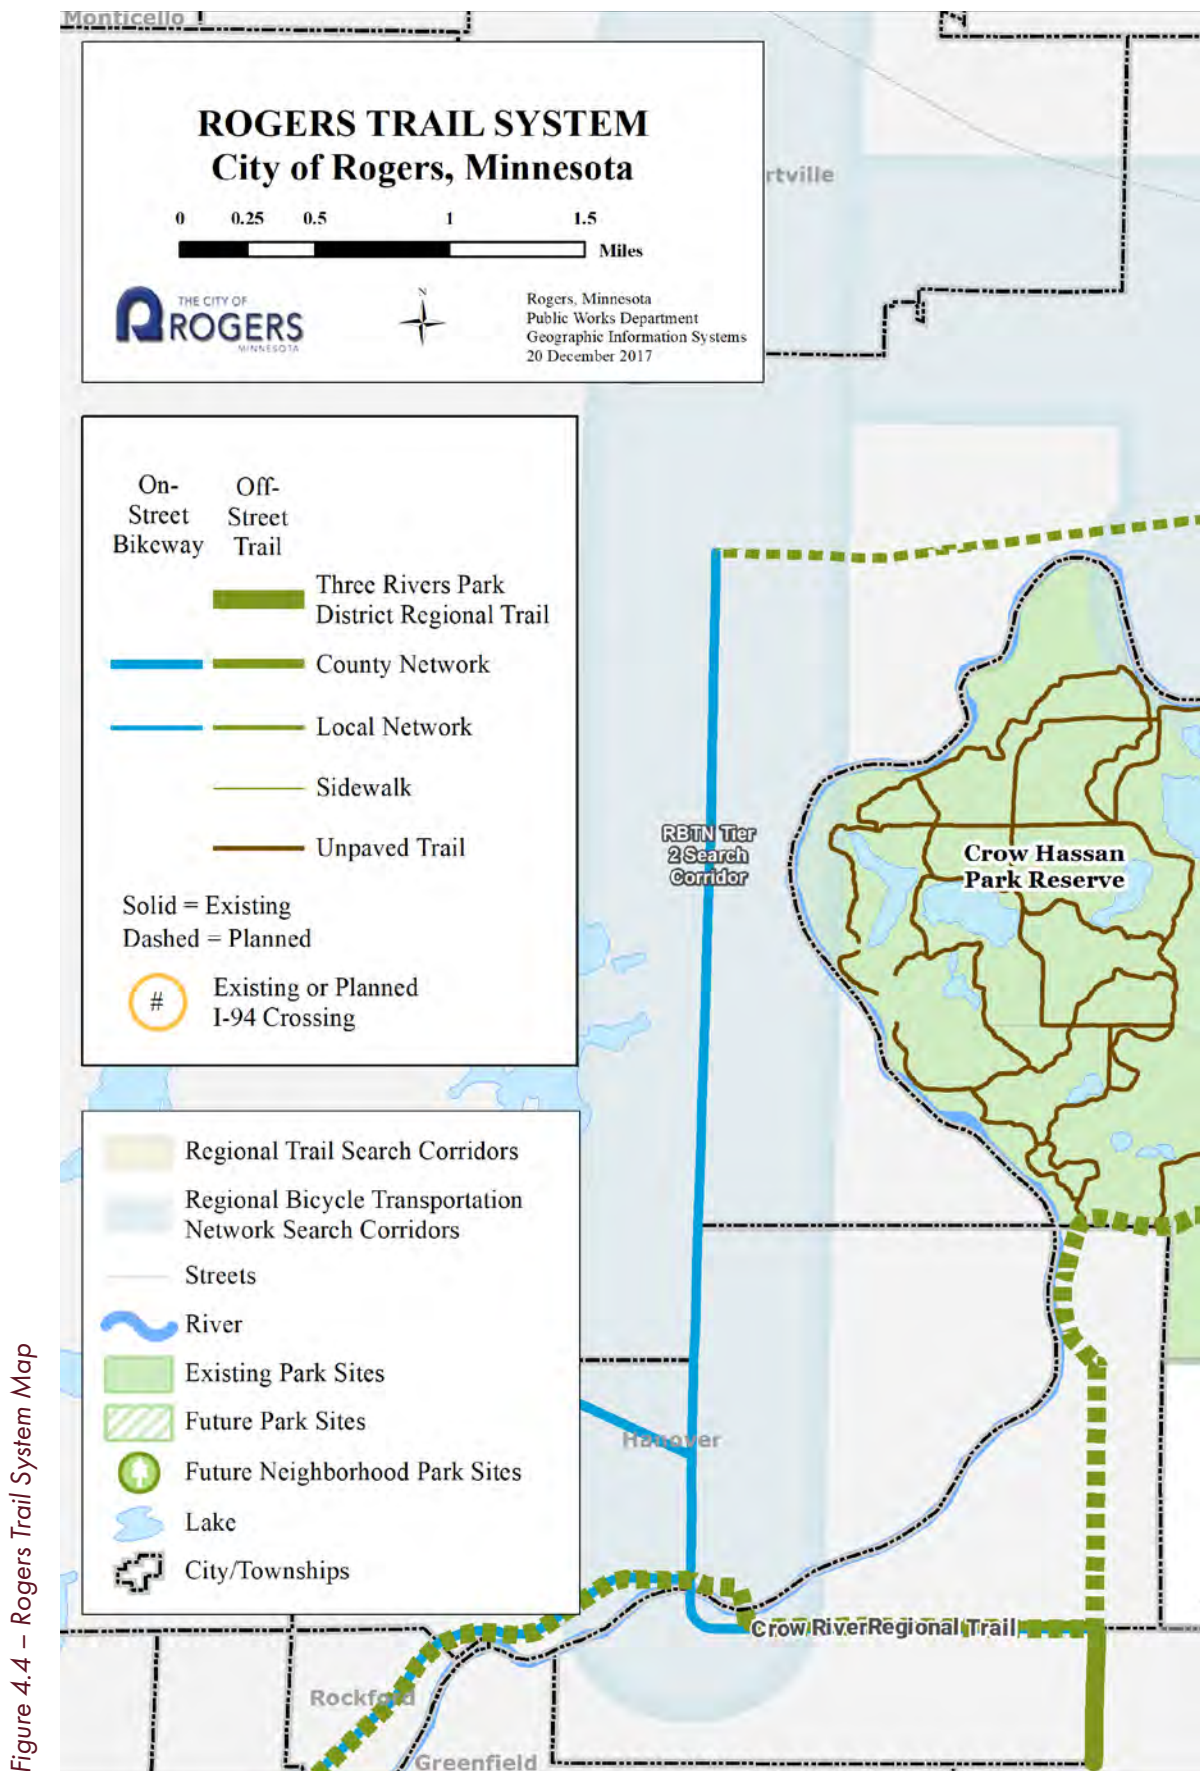 Monticello
ROGERS TRAIL SYSTEM
City of Rogers, Minnesota
0 0.25 0.5 1 1.5
Miles
THE CITY OF
ROGERS
MINNESOTA
N
Rogers, Minnesota
Public Works Department
Geographic Information Systems
20 December 2017
rtville
On-
Street
Bikeway
Off-
Street
Trail
Three Rivers Park
District Regional Trail
County Network
Local Network
Sidewalk
Unpaved Trail
Solid = Existing
Dashed = Planned
#
Existing or Planned
I-94 Crossing
RBTN Tier
2 Search
Corridor
Crow Hassan
Park Reserve
Regional Trail Search Corridors
Regional Bicycle Transportation
Network Search Corridors
Streets
River
Existing Park Sites
Future Park Sites
Future Neighborhood Park Sites
Lake
City/Townships
Hanover
Crow River Regional Trail
Rockford
Greenfield
Figure 4.4 – Rogers Trail System Map